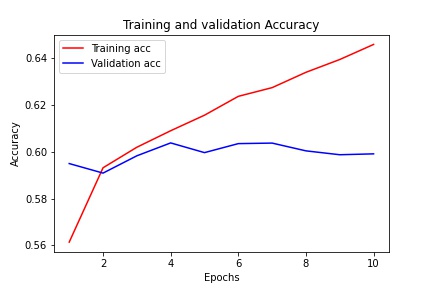 Training and validation Accuracy
Training acc
Validation acc
Accuracy
0.64
0.62
0.60
0.58
0.56
2 4 6 8 10
Epochs